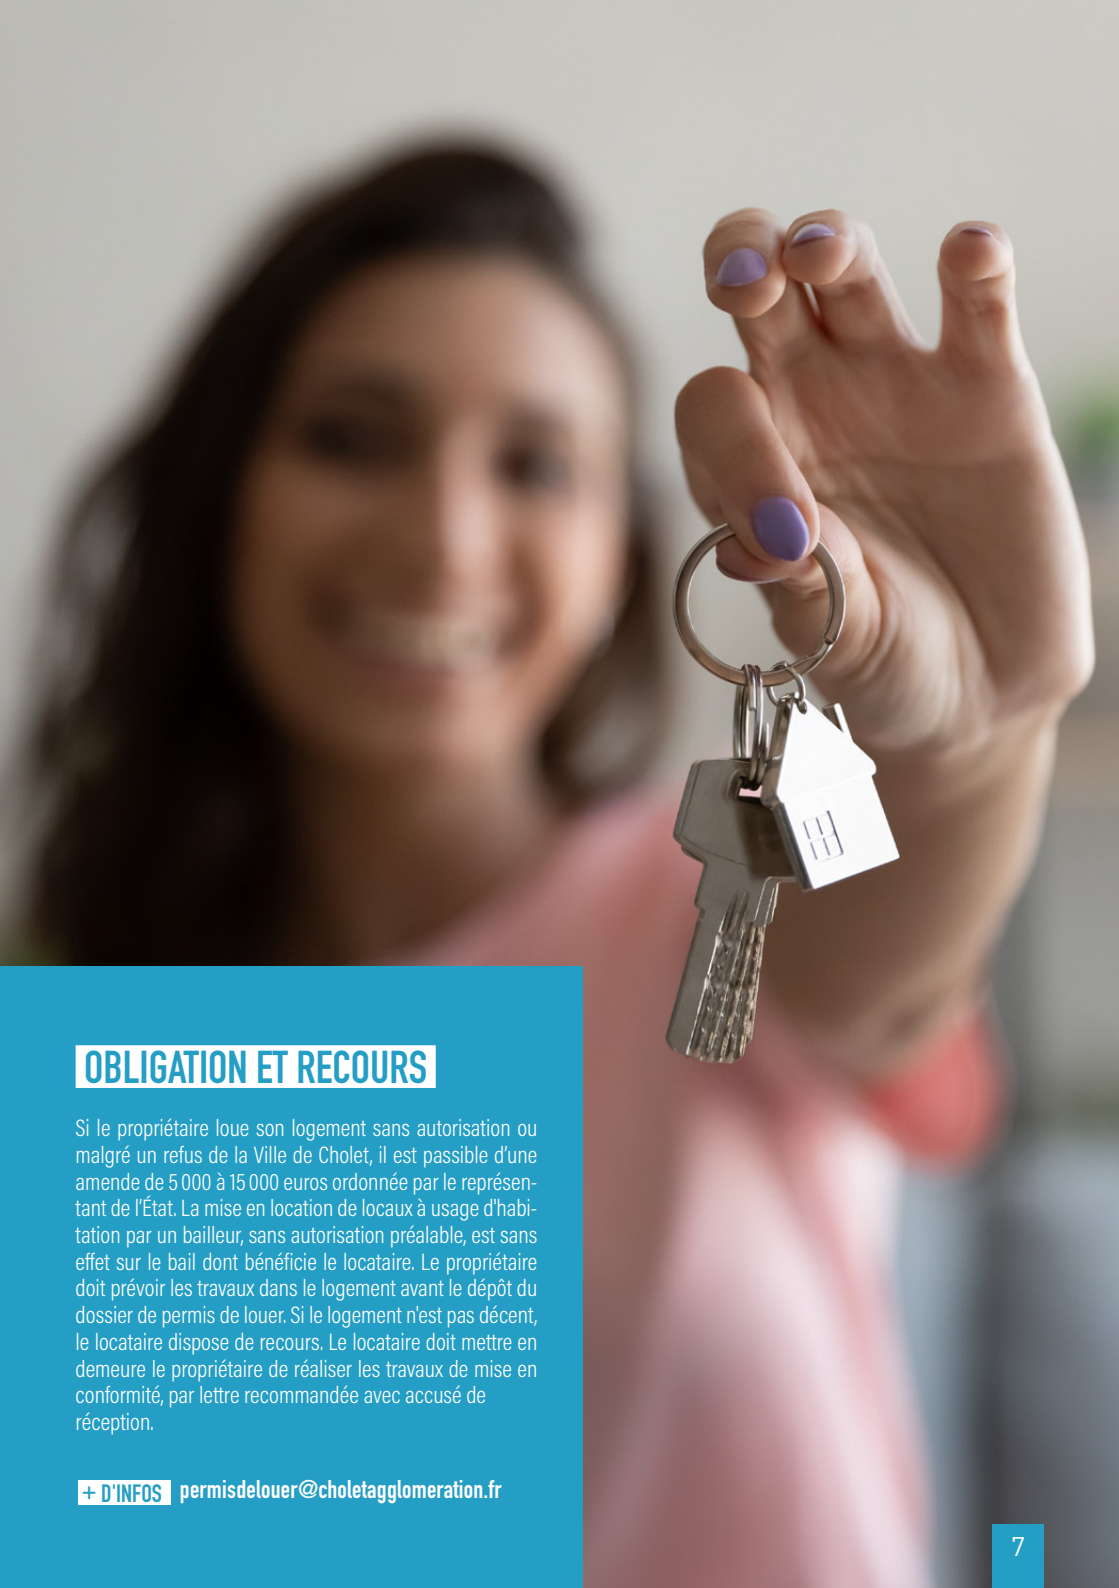 OBLIGATION ET RECOURS
Si le propriétaire loue son logement sans autorisation ou
malgré un refus de la Ville de Cholet, il est passible d’une
amende de 5 000 à 15 000 euros ordonnée par le représen-
tant de l’État. La mise en location de locaux à usage d'habi-
tation par un bailleur, sans autorisation préalable, est sans
effet sur le bail dont bénéficie le locataire. Le propriétaire
doit prévoir les travaux dans le logement avant le dépôt du
dossier de permis de louer. Si le logement n'est pas décent,
le locataire dispose de recours. Le locataire doit mettre en
demeure le propriétaire de réaliser les travaux de mise en
conformité, par lettre recommandée avec accusé de
réception.
+ D'INFOS permisdelouer@choletagglomeration.fr
7